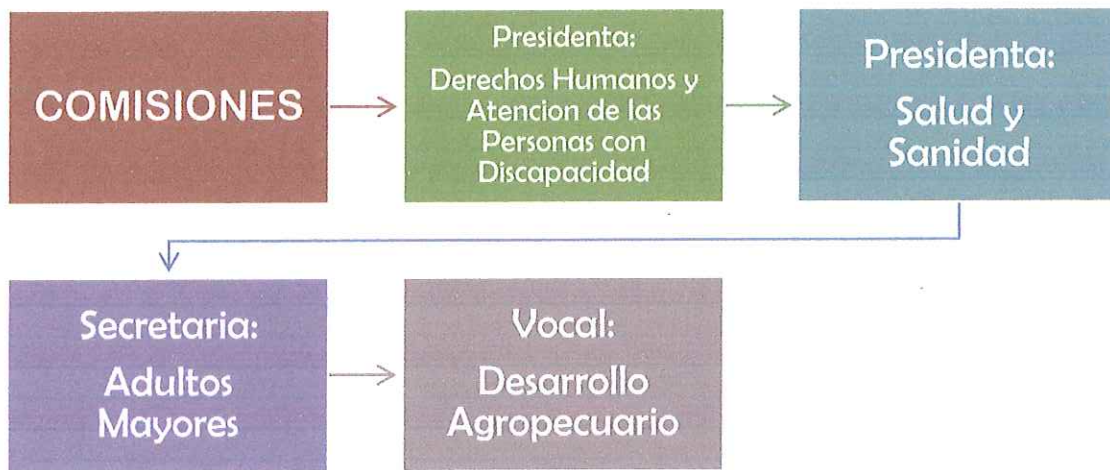 COMISIONES
Presidenta:
Derechos Humanos y
Atencion de las
Personas con
Discapacidad
Presidenta:
Salud y
Sanidad
Secretaria:
Adultos
Mayores
Vocal:
Desarrollo
Agropecuario